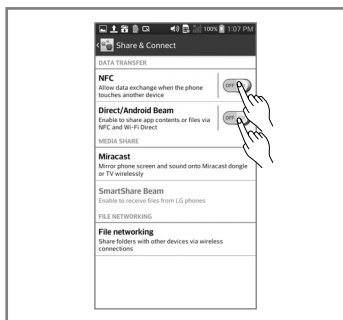 100% 1:07 PM
Share & Connect
DATA TRANSFER
NFC
Allow data exchange when the phone
touches another device
OFF
Direct/Android Beam
Enable to share app contents or files via
NFC and Wi-Fi Direct
OFF
MEDIA SHARE
Miracast
Mirror phone screen and sound onto Miracast dongle
or TV wirelessly
SmartShare Beam
Enable to receive files from LG phones
FILE NETWORKING
File networking
Share folders with other devices via wireless
connections